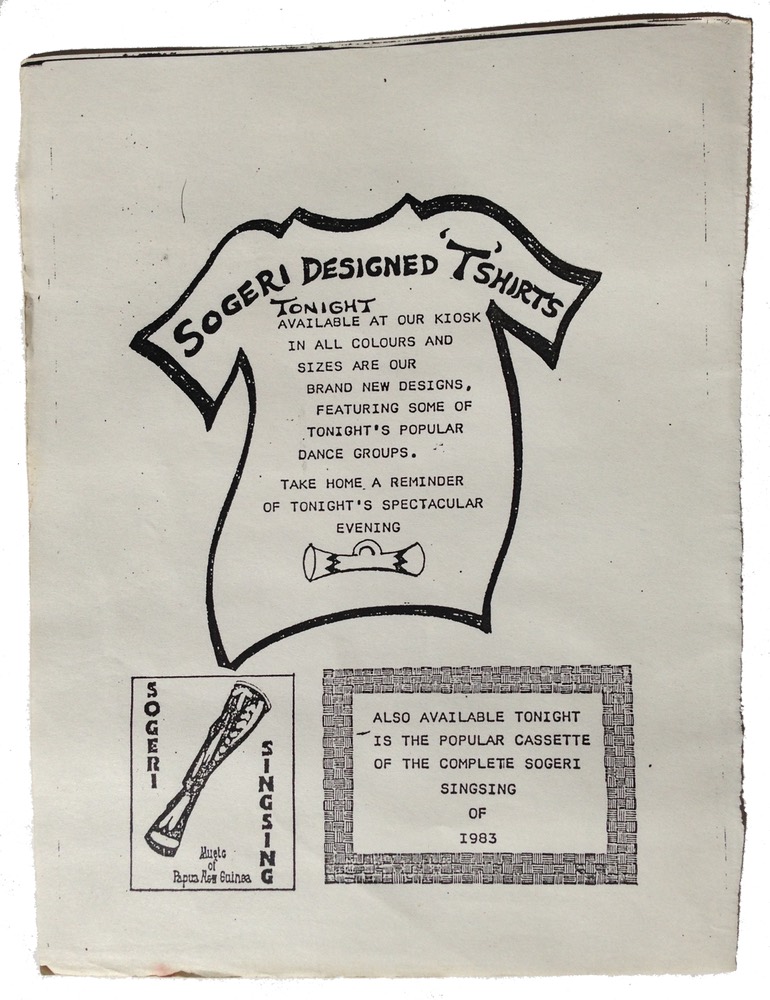 SOGERI DESIGNED 'T' SHIRTS
TONIGHT
AVAILABLE AT OUR KIOSK
IN ALL COLOURS AND
SIZES ARE OUR
BRAND NEW DESIGNS,
FEATURING SOME OF
TONIGHT'S POPULAR
DANCE GROUPS.
TAKE HOME A REMINDER
OF TONIGHT'S SPECTACULAR
EVENING
SOGERI
SINGSING
Music
of
Papua New Guinea
ALSO AVAILABLE TONIGHT
IS THE POPULAR CASSETTE
OF THE COMPLETE SOGERI
SINGSING
OF
1983